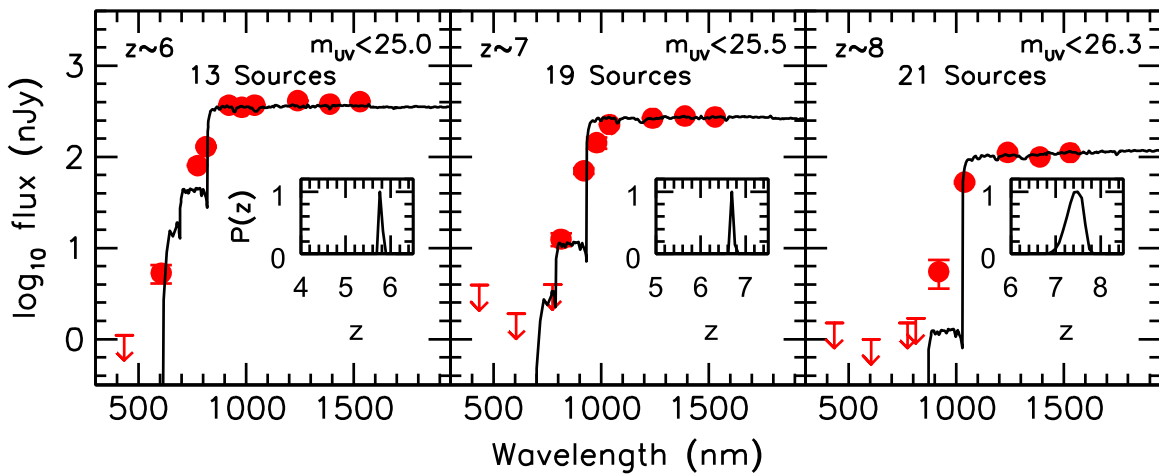 z~6 m_UV<25.0
13 Sources
z~7 m_UV<25.5
19 Sources
z~8 m_UV<26.3
21 Sources
log_10 flux (nJy)
3
2
1
0
P(z)
1
0
4 5 6
z
1
0
5 6 7
z
1
0
6 7 8
z
500 1000 1500
500 1000 1500
500 1000 1500
Wavelength (nm)